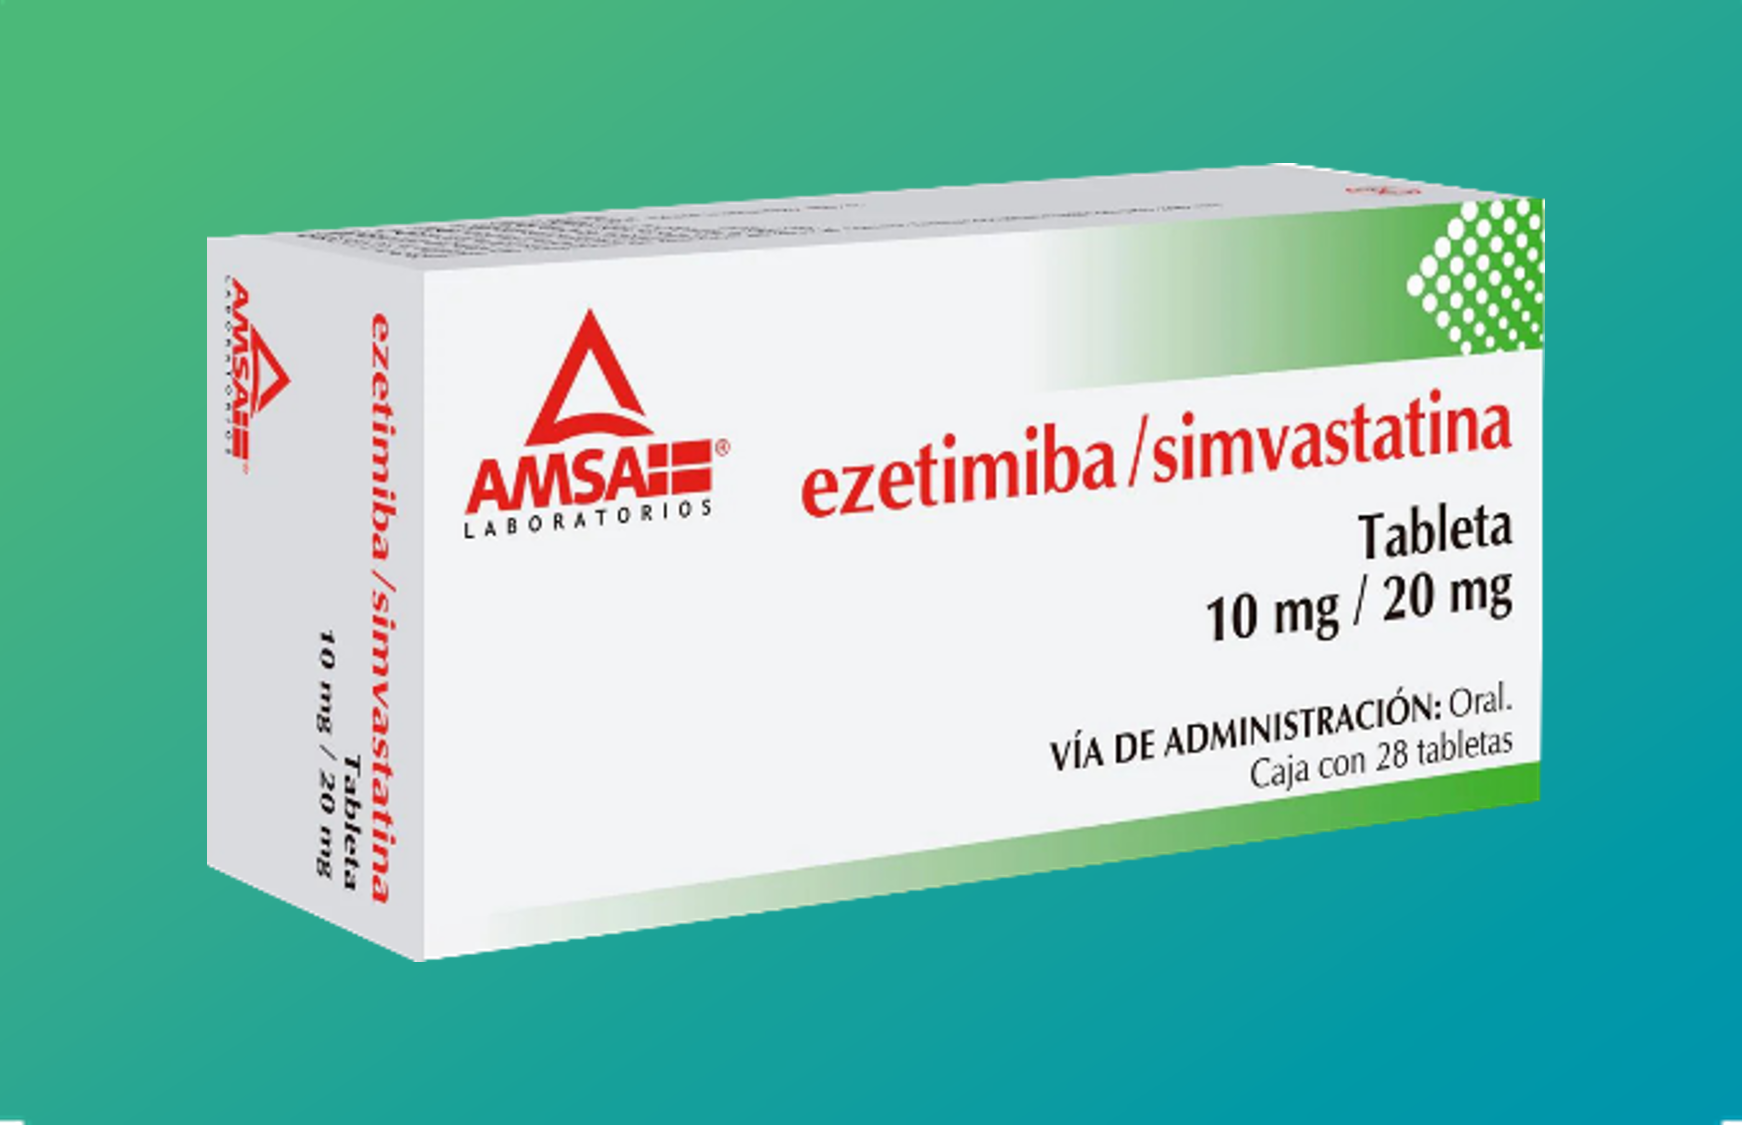 AMSA®
LABORATORIOS
ezetimiba/simvastatina
Tableta
10 mg / 20 mg
VÍA DE ADMINISTRACIÓN: Oral.
Caja con 28 tabletas
AMSA®
LABORATORIOS
ezetimiba/simvastatina
Tableta
10 mg / 20 mg